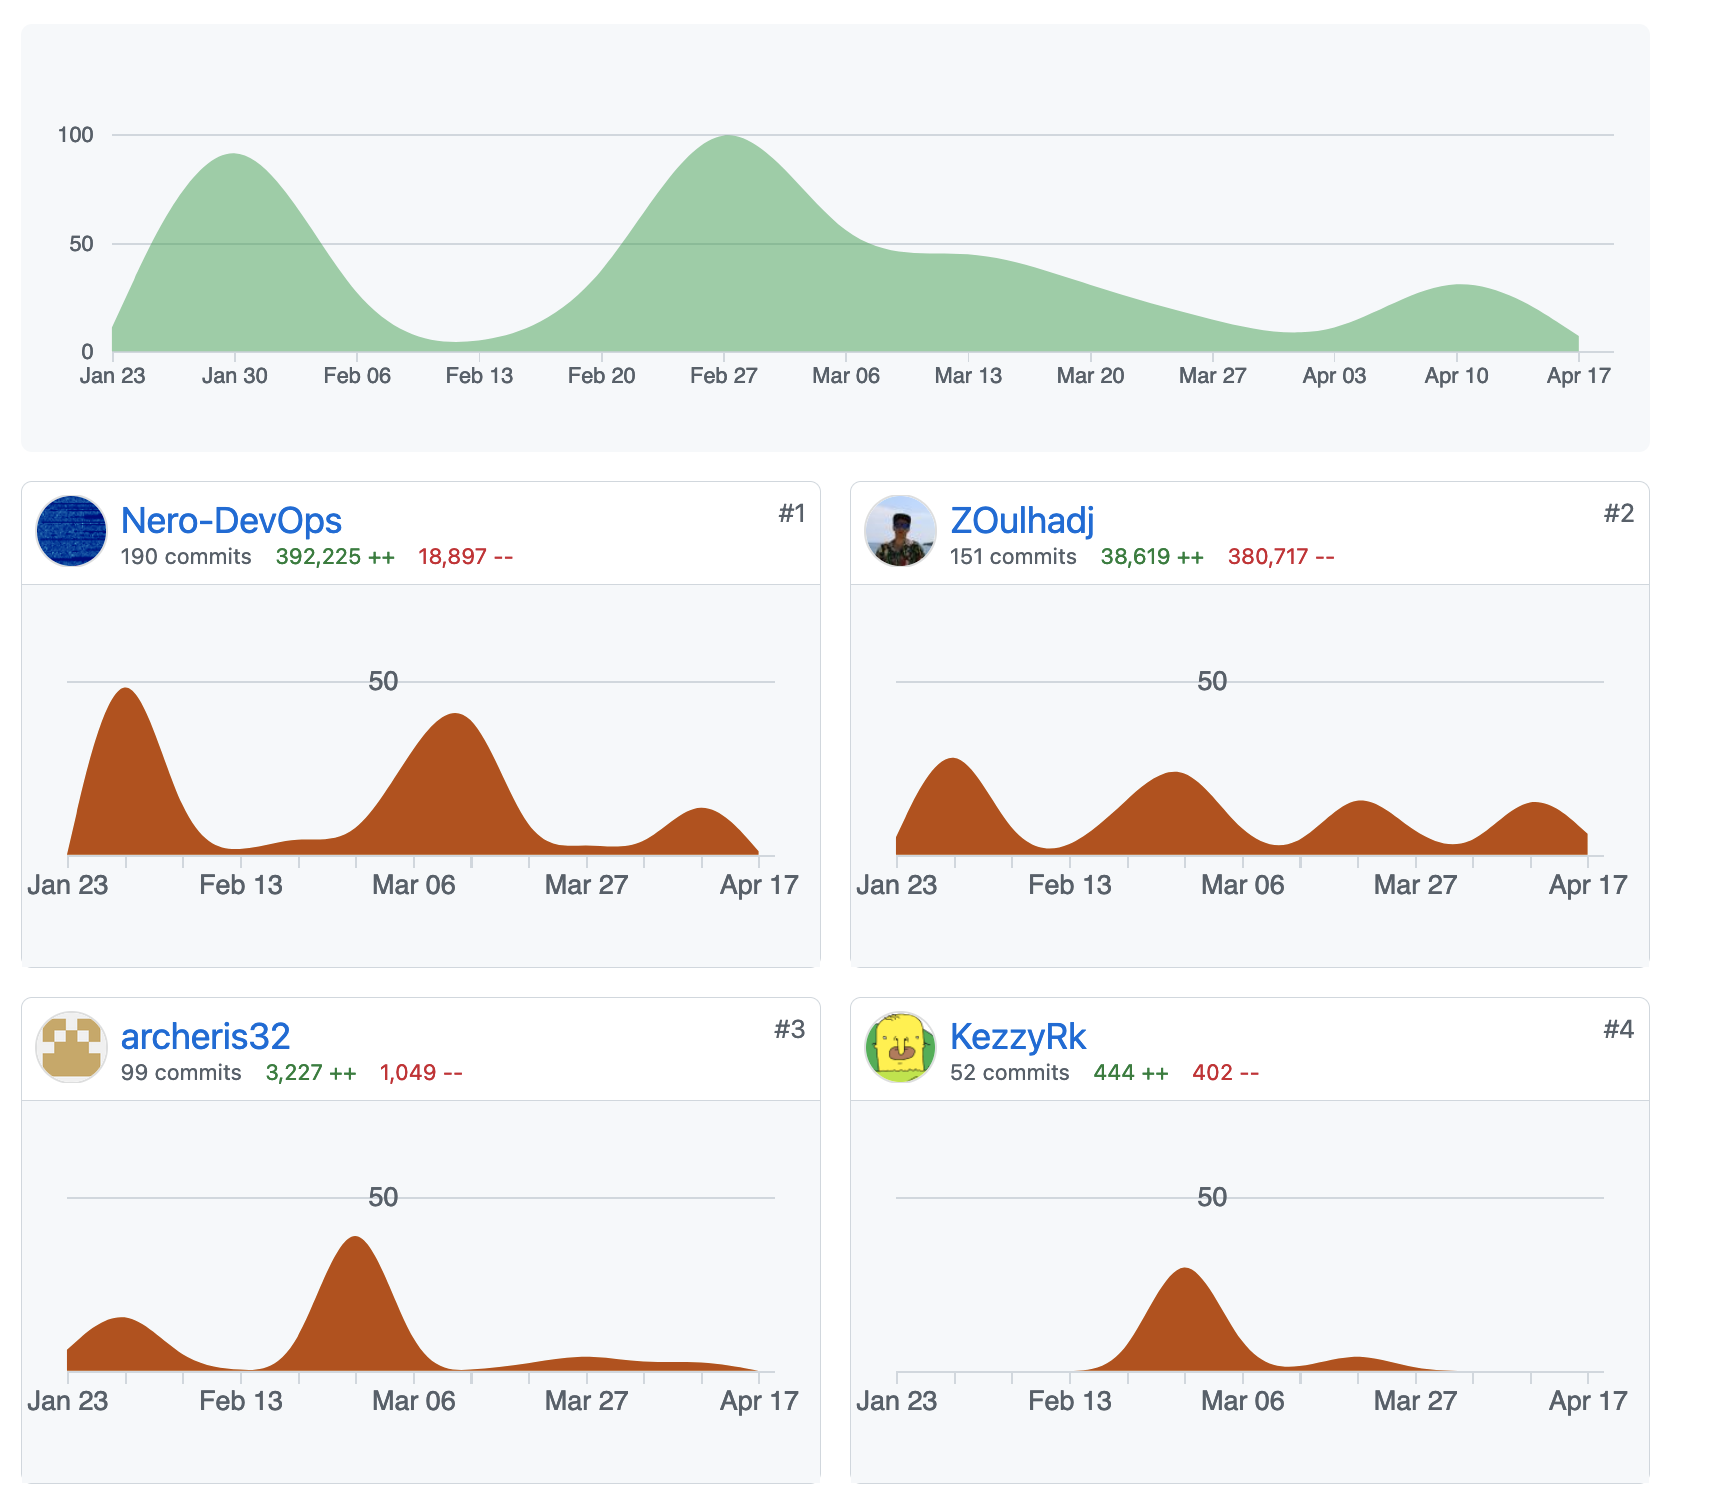 100
50
0
Jan 23 Jan 30 Feb 06 Feb 13 Feb 20 Feb 27 Mar 06 Mar 13 Mar 20 Mar 27 Apr 03 Apr 10 Apr 17
Nero-DevOps #1
190 commits 392,225 ++ 18,897 --
50
Jan 23 Feb 13 Mar 06 Mar 27 Apr 17
ZOulhadj #2
151 commits 38,619 ++ 380,717 --
50
Jan 23 Feb 13 Mar 06 Mar 27 Apr 17
archeris32 #3
99 commits 3,227 ++ 1,049 --
50
Jan 23 Feb 13 Mar 06 Mar 27 Apr 17
KezzyRk #4
52 commits 444 ++ 402 --
50
Jan 23 Feb 13 Mar 06 Mar 27 Apr 17